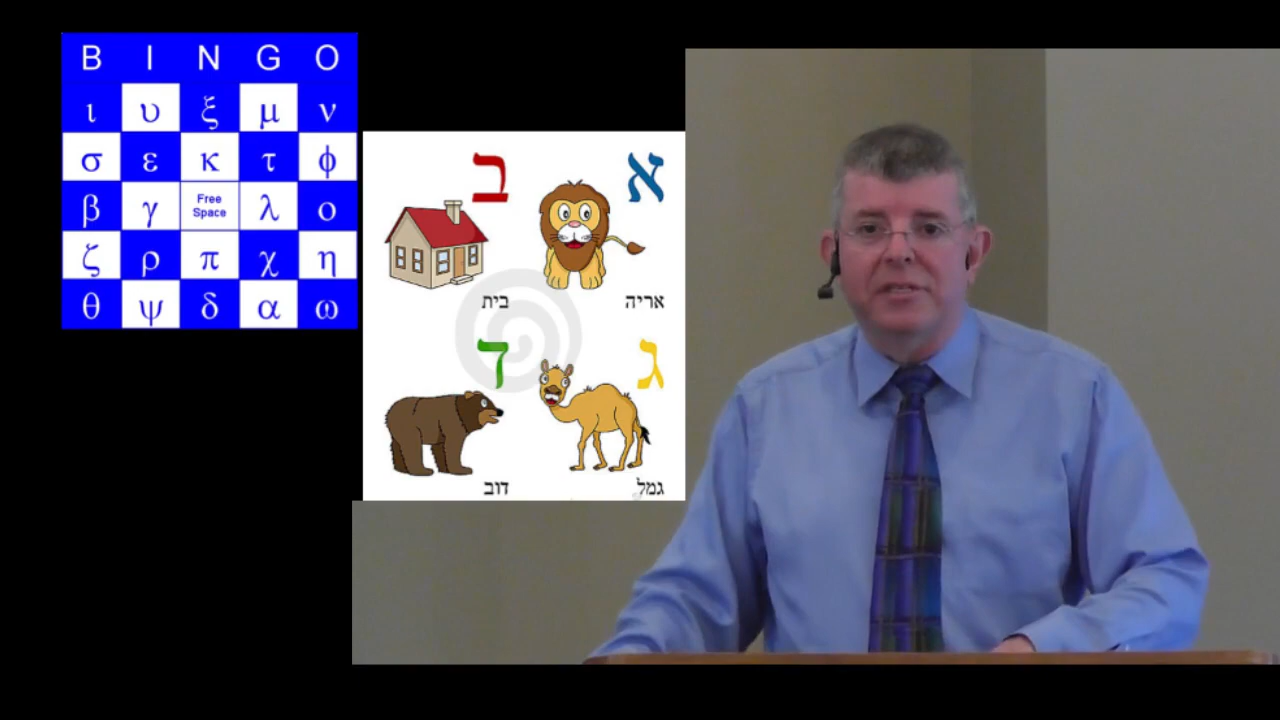 B I N G O
ι υ ξ μ ν
σ ε κ τ φ
β γ Free Space λ ο
ζ ρ π χ η
θ ψ δ α ω
א ב
אריה בית
ג ד
גמל דוב